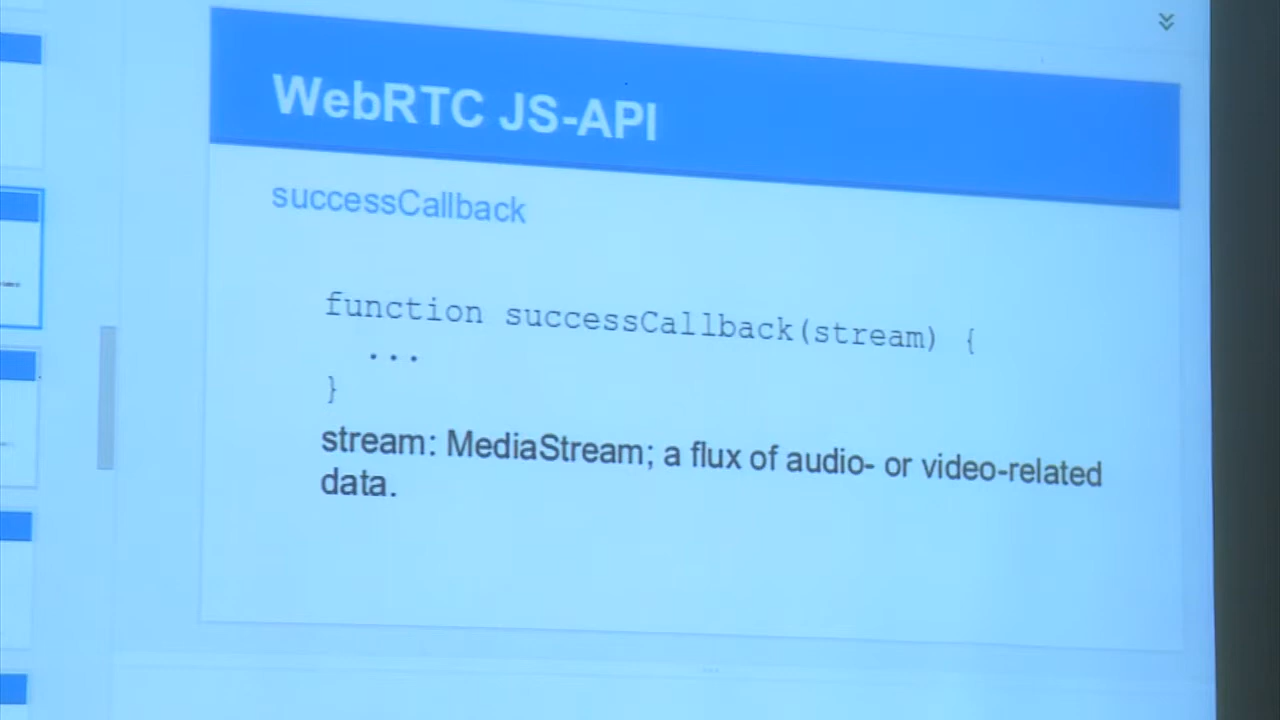 WebRTC JS-API
successCallback
function successCallback(stream) {
...
}
stream: MediaStream; a flux of audio- or video-related
data.